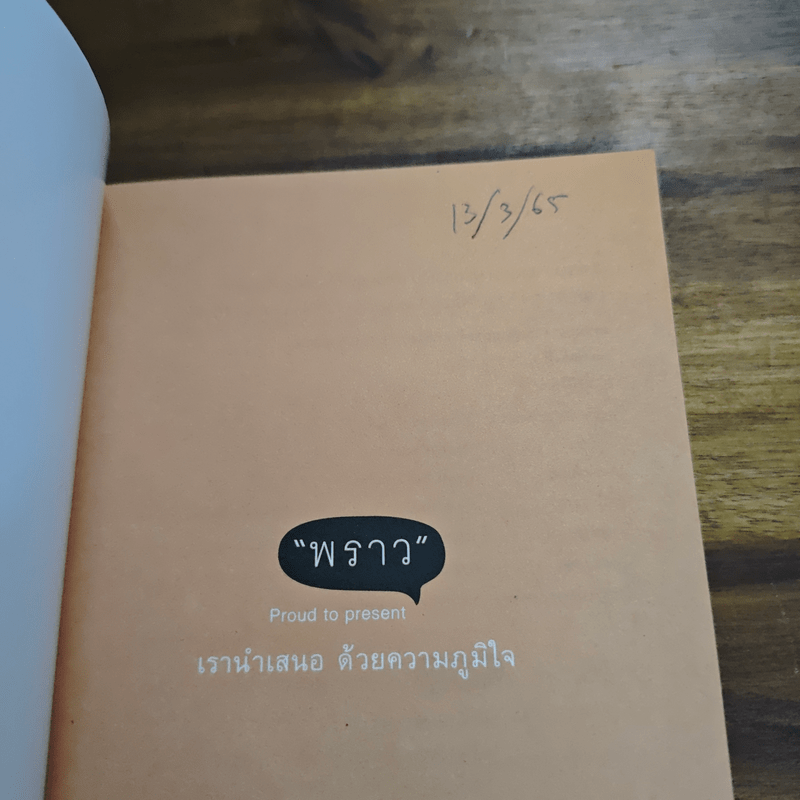 13/3/65
"พราว"
Proud to present
เรานำเสนอ ด้วยความภูมิใจ